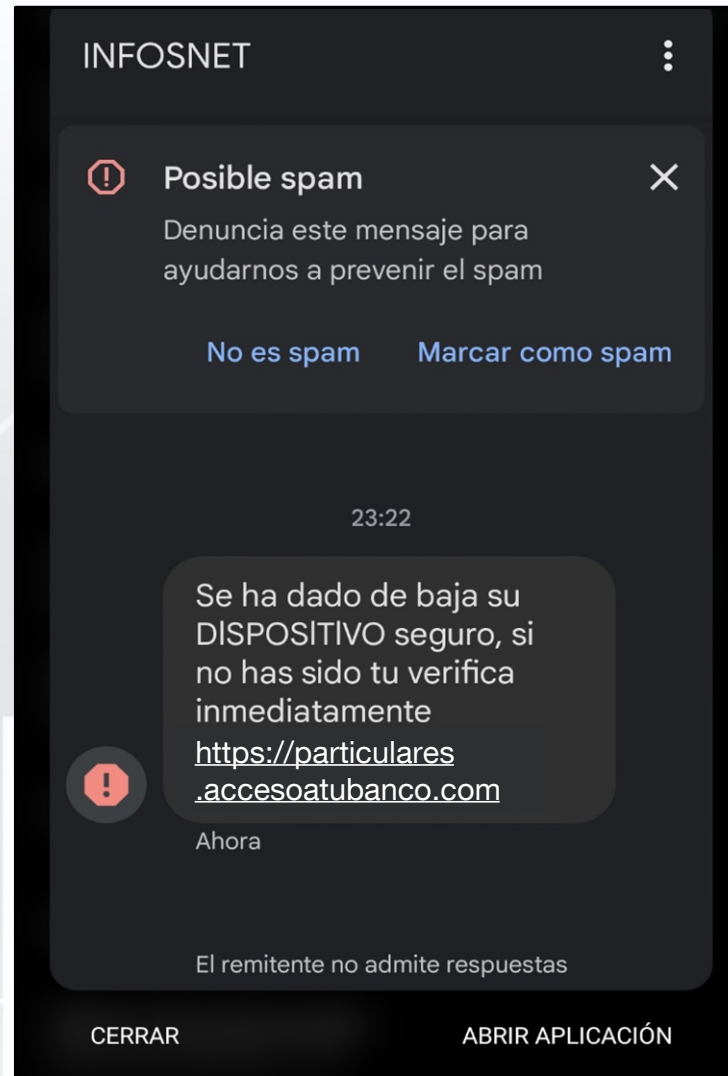 INFOSNET
Posible spam
Denuncia este mensaje para
ayudarnos a prevenir el spam
No es spam Marcar como spam
23:22
Se ha dado de baja su
DlSPOSlTlVO seguro, si
no has sido tu verifica
inmediatamente
https://particulares
.accesoatubanco.com
Ahora
El remitente no admite respuestas
CERRAR ABRIR APLICACIÓN